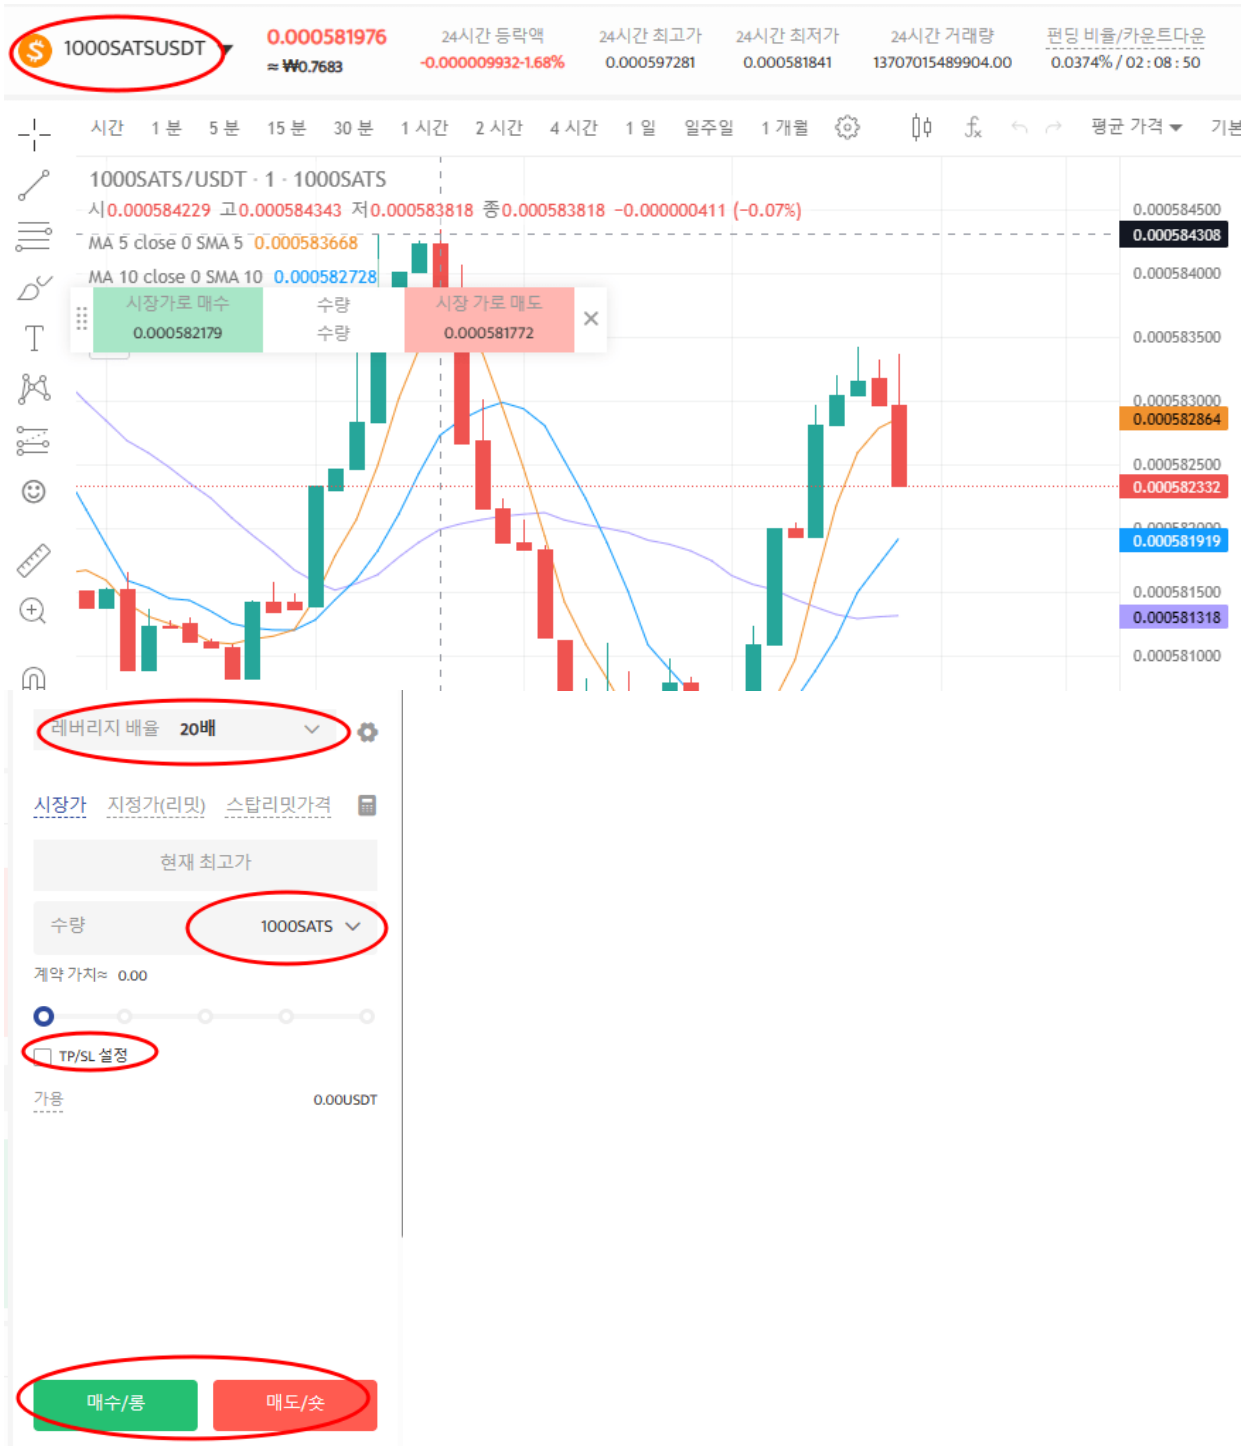 1000SATSUSDT
0.000581976
≈ ₩0.7683
24시간 등락액
-0.000009932-1.68%
24시간 최고가
0.000597281
24시간 최저가
0.000581841
24시간 거래량
13707015489904.00
펀딩 비율/카운트다운
0.0374% / 02 : 08 : 50
시간 1 분 5 분 15 분 30 분 1 시간 2 시간 4 시간 1 일 일주일 1 개월 평균 가격 기본
1000SATS/USDT · 1 · 1000SATS
시0.000584229 고0.000584343 저0.000583818 종0.000583818 −0.000000411 (−0.07%)
MA 5 close 0 SMA 5 0.000583668
MA 10 close 0 SMA 10 0.000582728
시장가로 매수 수량 시장 가로 매도
0.000582179 수량 0.000581772
0.000584500
0.000584308
0.000584000
0.000583500
0.000583000
0.000582864
0.000582500
0.000582332
0.000582000
0.000581919
0.000581500
0.000581318
0.000581000
레버리지 배율 20배
시장가 지정가(리밋) 스탑리밋가격
현재 최고가
수량 1000SATS
계약 가치≈ 0.00
TP/SL 설정
가용 0.00USDT
매수/롱 매도/숏